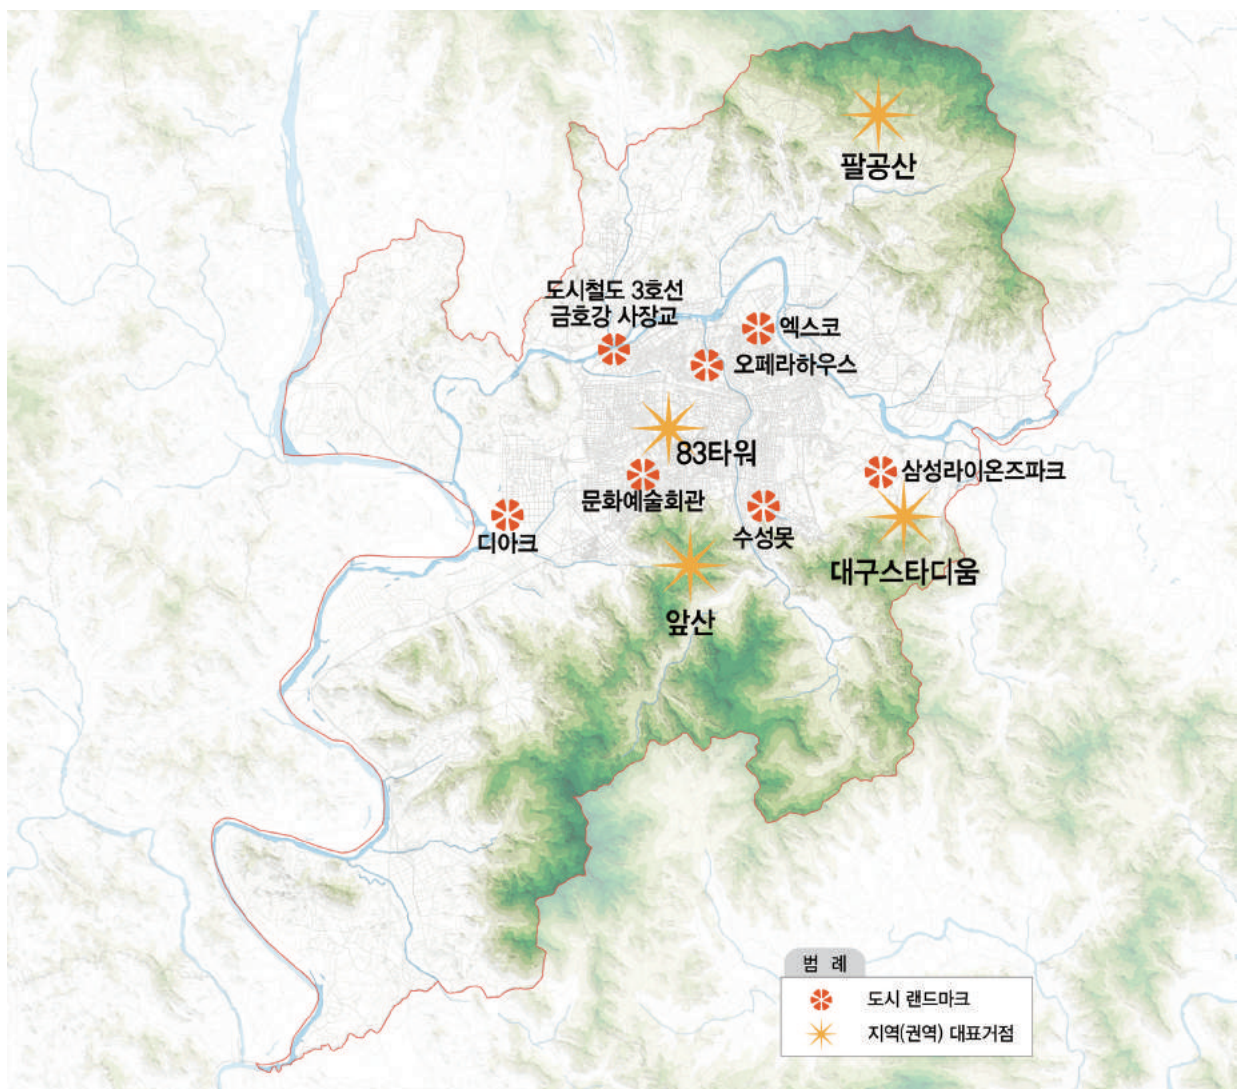 팔공산
도시철도 3호선
금호강 사장교
엑스코
오페라하우스
83타워
삼성라이온즈파크
문화예술회관
수성못
디아크
대구스타디움
앞산
범 례
도시 랜드마크
지역(권역) 대표거점